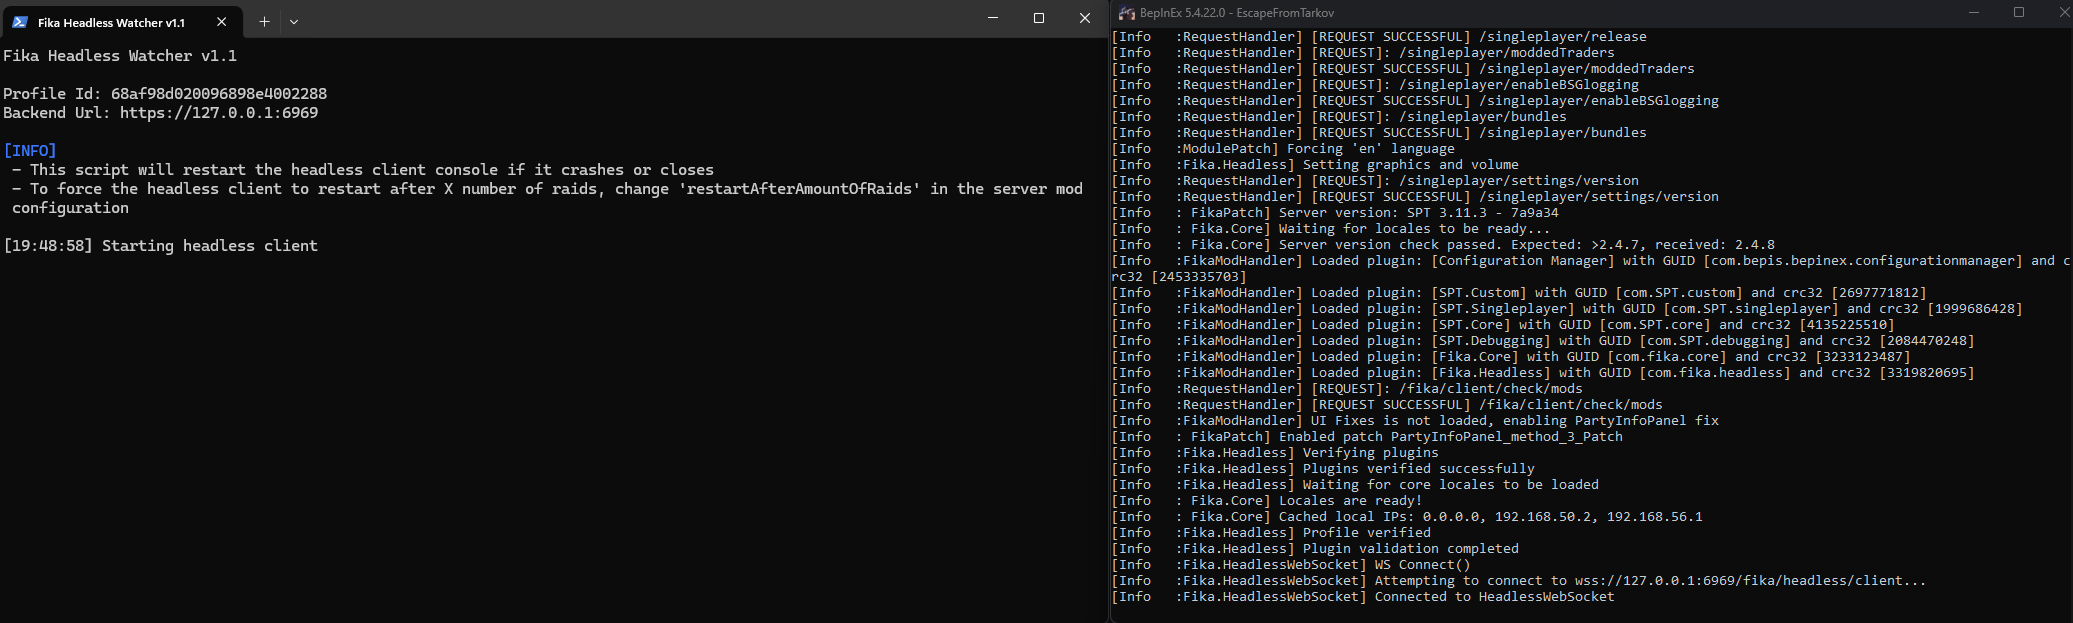 Fika Headless Watcher v1.1
Fika Headless Watcher v1.1
Profile Id: 68af98d020096898e4002288
Backend Url: https://127.0.0.1:6969
[INFO]
- This script will restart the headless client console if it crashes or closes
- To force the headless client to restart after X number of raids, change 'restartAfterAmountOfRaids' in the server mod
configuration
[19:48:58] Starting headless client
BepInEx 5.4.22.0 - EscapeFromTarkov
[Info   :RequestHandler] [REQUEST SUCCESSFUL] /singleplayer/release
[Info   :RequestHandler] [REQUEST]: /singleplayer/moddedTraders
[Info   :RequestHandler] [REQUEST SUCCESSFUL] /singleplayer/moddedTraders
[Info   :RequestHandler] [REQUEST]: /singleplayer/enableBSGlogging
[Info   :RequestHandler] [REQUEST SUCCESSFUL] /singleplayer/enableBSGlogging
[Info   :RequestHandler] [REQUEST]: /singleplayer/bundles
[Info   :RequestHandler] [REQUEST SUCCESSFUL] /singleplayer/bundles
[Info   :ModulePatch] Forcing 'en' language
[Info   :Fika.Headless] Setting graphics and volume
[Info   :RequestHandler] [REQUEST]: /singleplayer/settings/version
[Info   :RequestHandler] [REQUEST SUCCESSFUL] /singleplayer/settings/version
[Info   : FikaPatch] Server version: SPT 3.11.3 - 7a9a34
[Info   : Fika.Core] Waiting for locales to be ready...
[Info   : Fika.Core] Server version check passed. Expected: >2.4.7, received: 2.4.8
[Info   :FikaModHandler] Loaded plugin: [Configuration Manager] with GUID [com.bepis.bepinex.configurationmanager] and c
rc32 [2453335703]
[Info   :FikaModHandler] Loaded plugin: [SPT.Custom] with GUID [com.SPT.custom] and crc32 [2697771812]
[Info   :FikaModHandler] Loaded plugin: [SPT.Singleplayer] with GUID [com.SPT.singleplayer] and crc32 [1999686428]
[Info   :FikaModHandler] Loaded plugin: [SPT.Core] with GUID [com.SPT.core] and crc32 [4135225510]
[Info   :FikaModHandler] Loaded plugin: [SPT.Debugging] with GUID [com.SPT.debugging] and crc32 [2084470248]
[Info   :FikaModHandler] Loaded plugin: [Fika.Core] with GUID [com.fika.core] and crc32 [3233123487]
[Info   :FikaModHandler] Loaded plugin: [Fika.Headless] with GUID [com.fika.headless] and crc32 [3319820695]
[Info   :RequestHandler] [REQUEST]: /fika/client/check/mods
[Info   :RequestHandler] [REQUEST SUCCESSFUL] /fika/client/check/mods
[Info   :FikaModHandler] UI Fixes is not loaded, enabling PartyInfoPanel fix
[Info   : FikaPatch] Enabled patch PartyInfoPanel_method_3_Patch
[Info   :Fika.Headless] Verifying plugins
[Info   :Fika.Headless] Plugins verified successfully
[Info   :Fika.Headless] Waiting for core locales to be loaded
[Info   : Fika.Core] Locales are ready!
[Info   : Fika.Core] Cached local IPs: 0.0.0.0, 192.168.50.2, 192.168.56.1
[Info   :Fika.Headless] Profile verified
[Info   :Fika.Headless] Plugin validation completed
[Info   :Fika.HeadlessWebSocket] WS Connect()
[Info   :Fika.HeadlessWebSocket] Attempting to connect to wss://127.0.0.1:6969/fika/headless/client...
[Info   :Fika.HeadlessWebSocket] Connected to HeadlessWebSocket